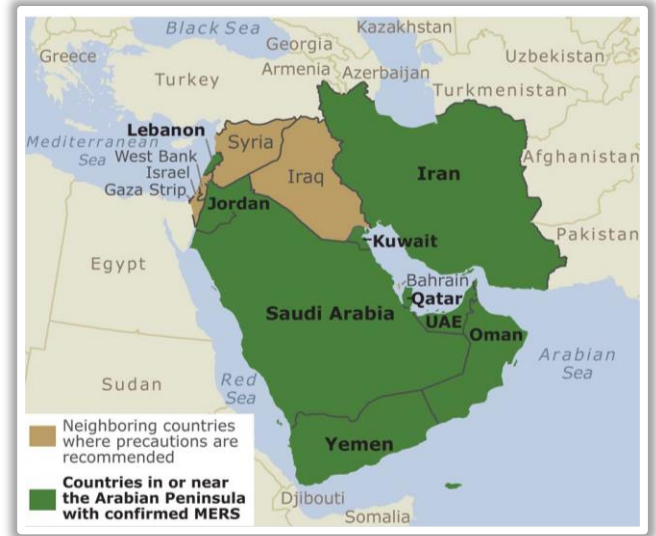 Black Sea
Kazakhstan
Georgia
Greece
Uzbekistan
Armenia
Azerbaijan
Turkey
Turkmenistan
Lebanon
Mediterranean
Sea
Syria
West Bank
Israel
Gaza Strip
Afghanistan
Iraq
Iran
Jordan
Pakistan
Kuwait
Egypt
Bahrain
Qatar
Saudi Arabia
UAE
Oman
Arabian
Sea
Red
Sea
Sudan
Yemen
Neighboring countries
where precautions are
recommended
Countries in or near
the Arabian Peninsula
with confirmed MERS
Djibouti
Somalia